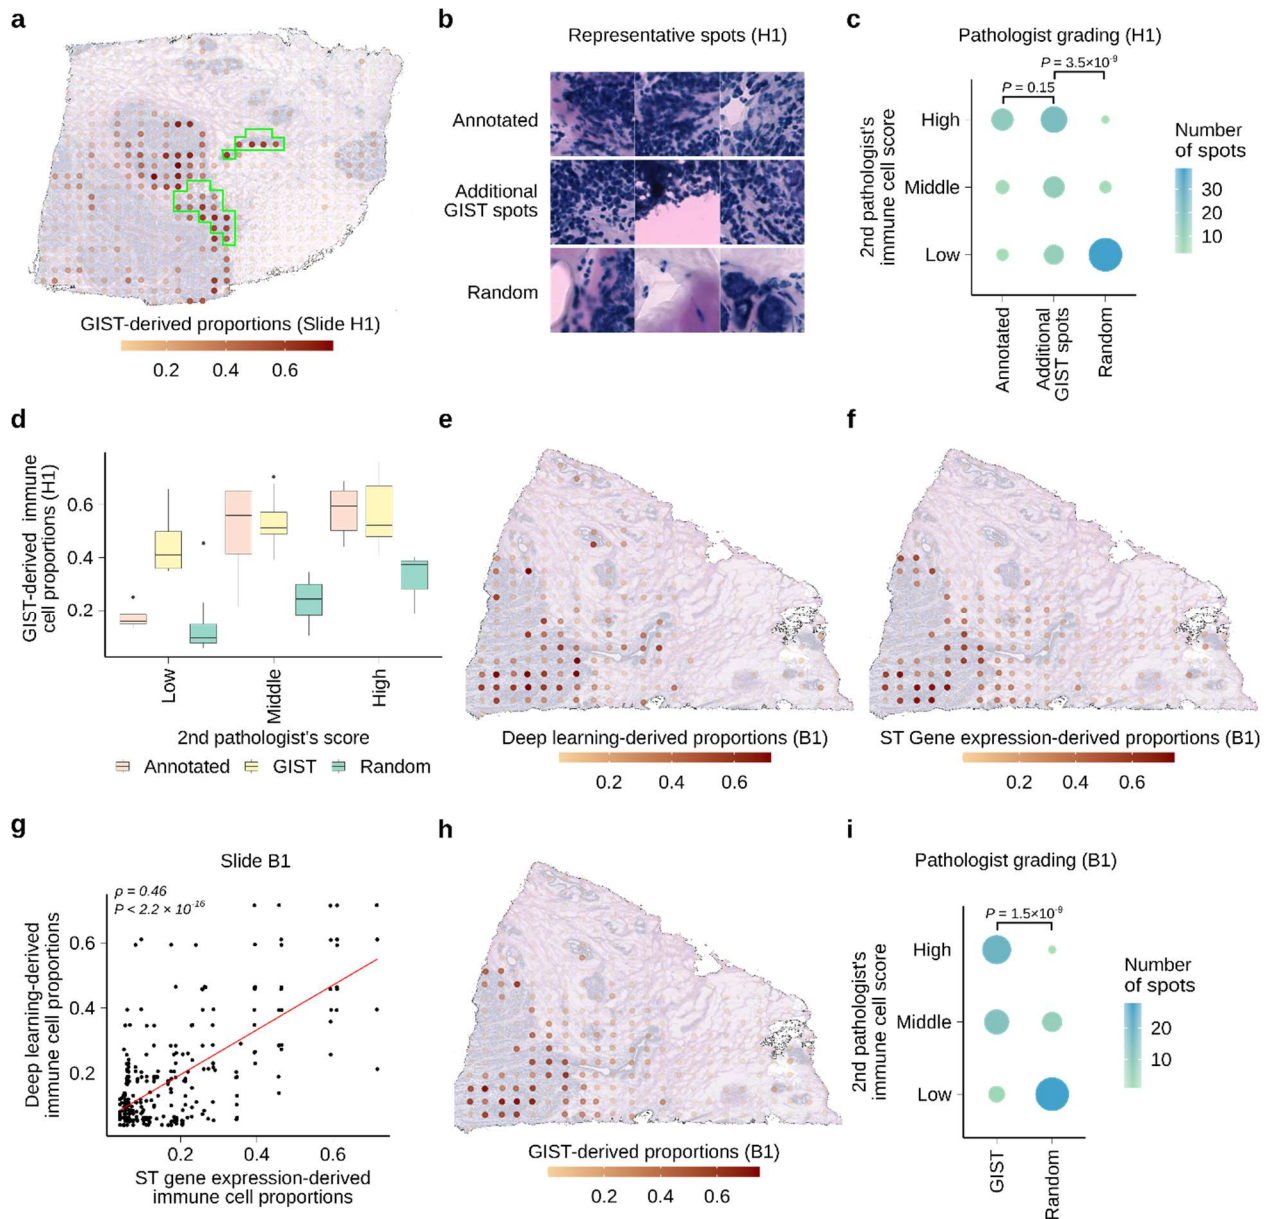 a
GIST-derived proportions (Slide H1)
0.2 0.4 0.6
b
Representative spots (H1)
Annotated
Additional
GIST spots
Random
c
Pathologist grading (H1)
P = 3.5×10-9
P = 0.15
2nd pathologist's
immune cell score
High
Middle
Low
Annotated
Additional
GIST spots
Random
Number
of spots
30
20
10
d
GIST-derived immune
cell proportions (H1)
0.6
0.4
0.2
Low
Middle
High
2nd pathologist's score
Annotated GIST Random
e
Deep learning-derived proportions (B1)
0.2 0.4 0.6
f
ST Gene expression-derived proportions (B1)
0.2 0.4 0.6
g
Slide B1
ρ = 0.46
P < 2.2 × 10-16
Deep learning-derived
immune cell proportions
0.6
0.4
0.2
0.2 0.4 0.6
ST gene expression-derived
immune cell proportions
h
GIST-derived proportions (B1)
0.2 0.4 0.6
i
Pathologist grading (B1)
P = 1.5×10-9
2nd pathologist's
immune cell score
High
Middle
Low
GIST
Random
Number
of spots
20
10